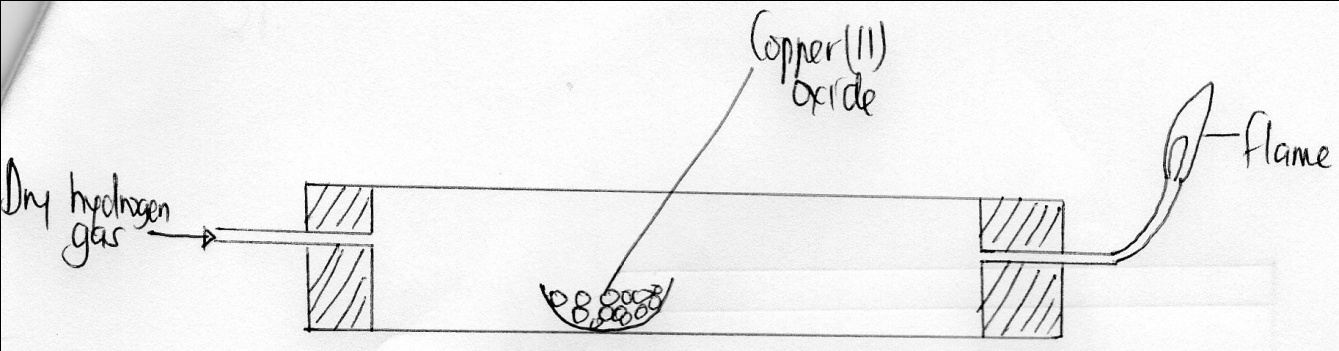 Copper(II)
oxide
flame
Dry hydrogen
gas